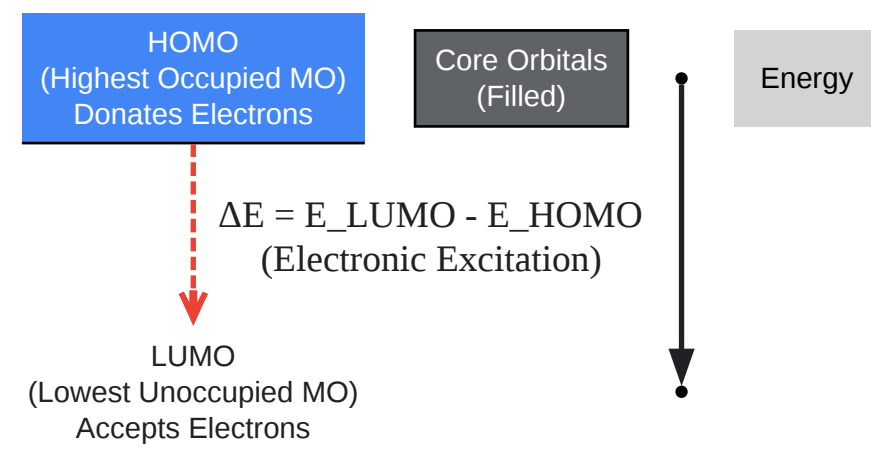 HOMO
(Highest Occupied MO)
Donates Electrons
Core Orbitals
(Filled)
Energy
ΔE = E_LUMO - E_HOMO
(Electronic Excitation)
LUMO
(Lowest Unoccupied MO)
Accepts Electrons